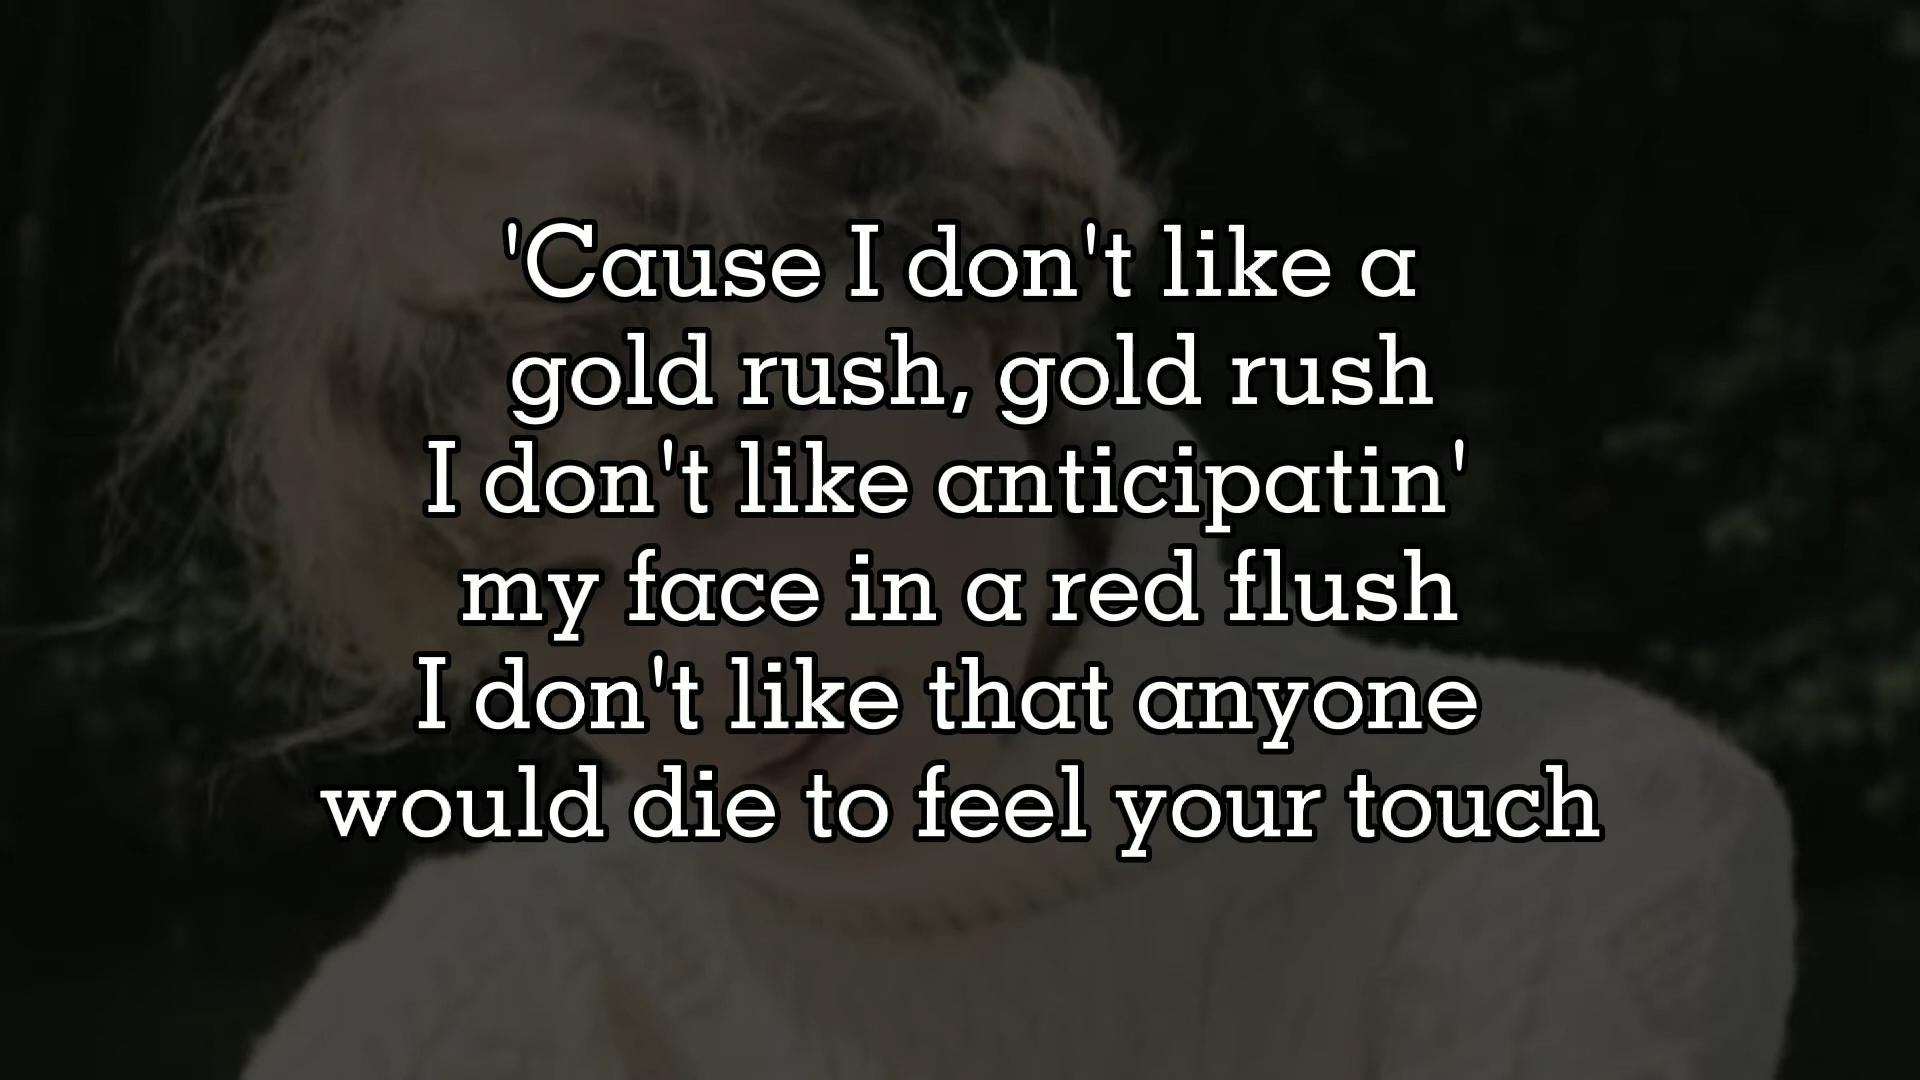 'Cause I don't like a
gold rush, gold rush
I don't like anticipatin'
my face in a red flush
I don't like that anyone
would die to feel your touch